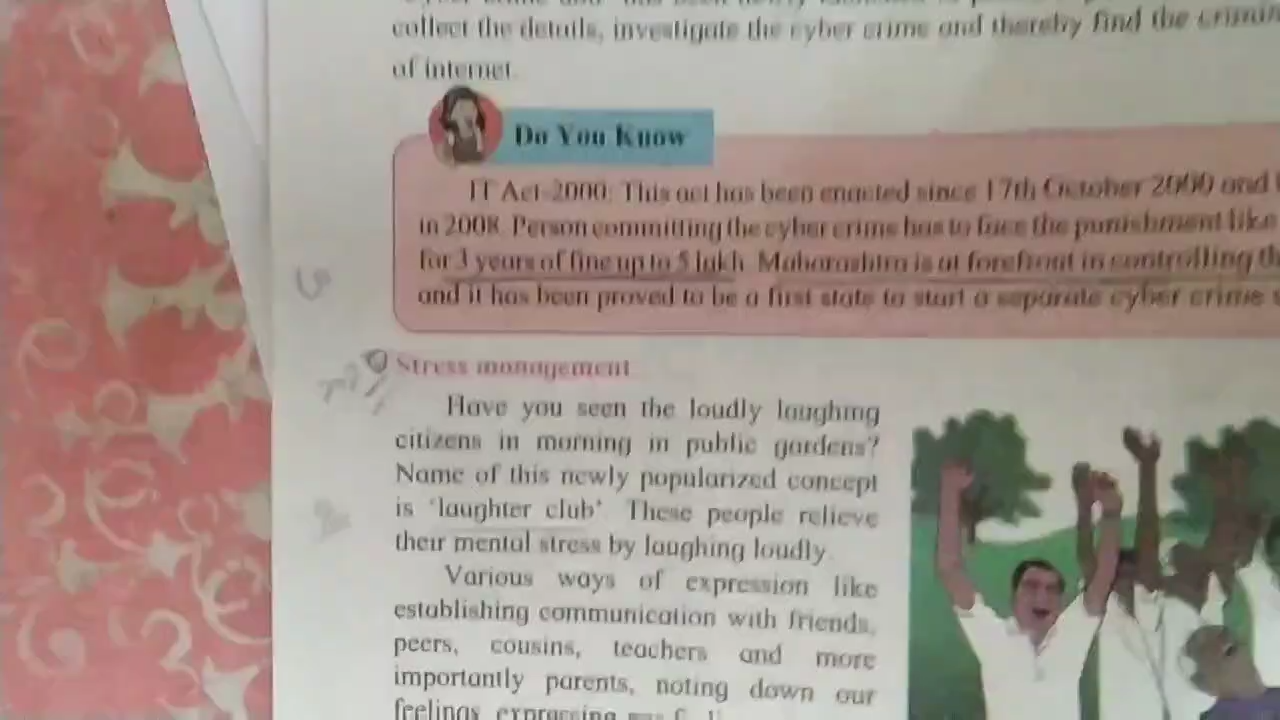 collect the details, investigate the cyber crime and thereby find the
of internet.
Do You Know
IT Act-2000: This act has been enacted since 17th October 2000 and
in 2008. Person committing the cyber crime has to face the punishment like
for 3 years of fine up to 5 lakh. Maharashtra is at forefront in controlling
and it has been proved to be a first state to start a separate cyber crime
Stress management
Have you seen the loudly laughing
citizens in morning in public gardens?
Name of this newly popularized concept
is 'laughter club'. These people relieve
their mental stress by laughing loudly.
Various ways of expression like
establishing communication with friends,
peers, cousins, teachers and more
importantly parents, noting down our
feelings,